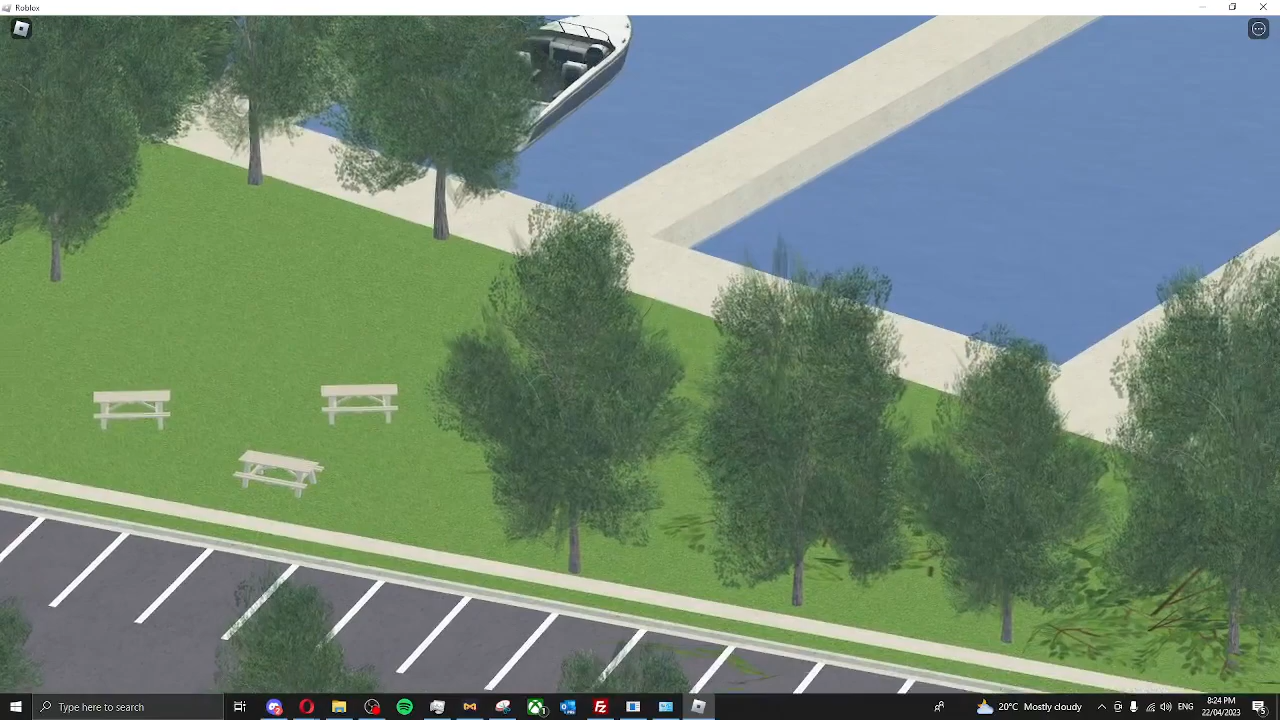 Roblox
Type here to search
20°C Mostly cloudy
ENG
8:24 PM
22/04/2023